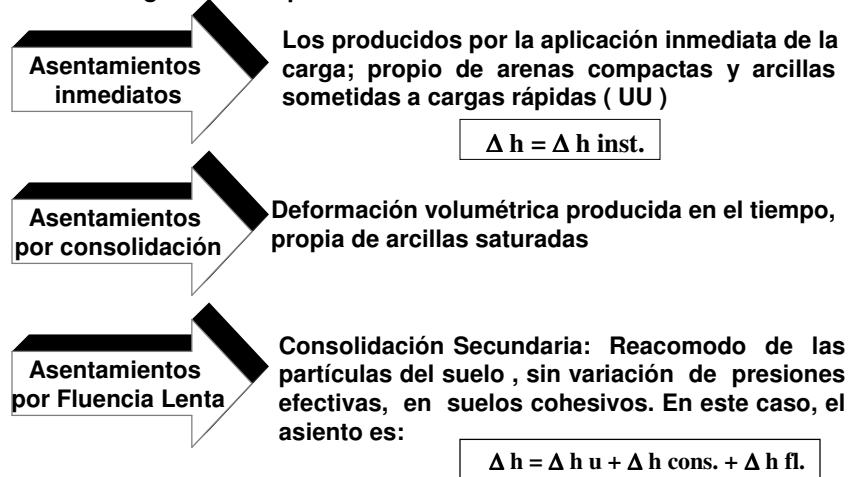 Asentamientos
inmediatos
Los producidos por la aplicación inmediata de la
carga; propio de arenas compactas y arcillas
sometidas a cargas rápidas ( UU )
Δ h = Δ h inst.
Asentamientos
por consolidación
Deformación volumétrica producida en el tiempo,
propia de arcillas saturadas
Asentamientos
por Fluencia Lenta
Consolidación Secundaria: Reacomodo de las
partículas del suelo , sin variación de presiones
efectivas, en suelos cohesivos. En este caso, el
asiento es:
Δ h = Δ h u + Δ h cons. + Δ h fl.